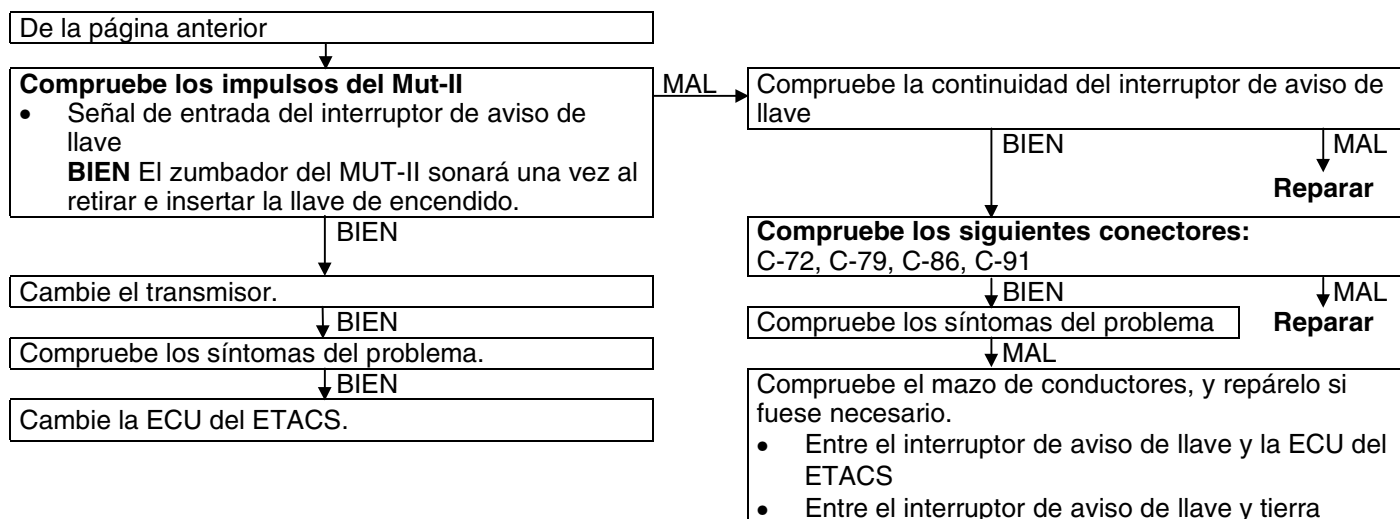 De la página anterior
Compruebe los impulsos del Mut-II
• Señal de entrada del interruptor de aviso de
llave
BIEN El zumbador del MUT-II sonará una vez al
retirar e insertar la llave de encendido.
MAL
BIEN
Cambie el transmisor.
BIEN
Compruebe los síntomas del problema.
BIEN
Cambie la ECU del ETACS.
Compruebe la continuidad del interruptor de aviso de
llave
BIEN
MAL
Reparar
Compruebe los siguientes conectores:
C-72, C-79, C-86, C-91
BIEN
MAL
Compruebe los síntomas del problema
Reparar
MAL
Compruebe el mazo de conductores, y repárelo si
fuese necesario.
• Entre el interruptor de aviso de llave y la ECU del
ETACS
• Entre el interruptor de aviso de llave y tierra